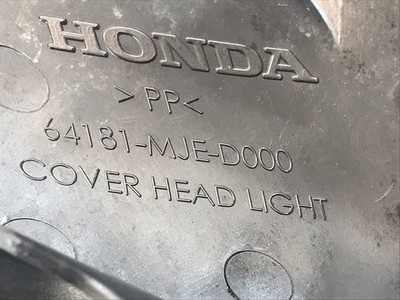 HONDA
>PP<
64181-MJE-D000
COVER HEAD LIGHT